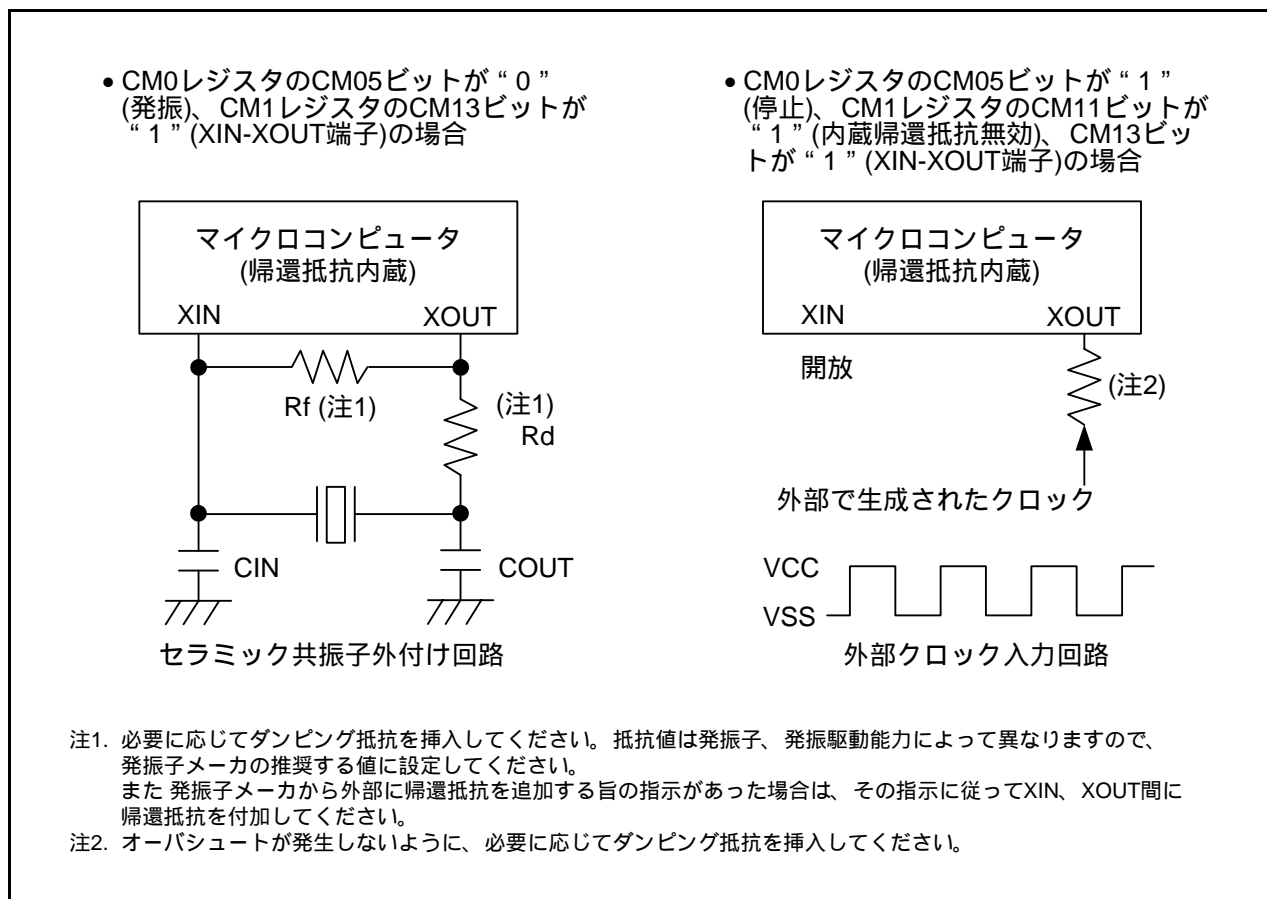 • CM0レジスタのCM05ビットが“0”
(発振)、CM1レジスタのCM13ビットが
“1”(XIN-XOUT端子)の場合
マイクロコンピュータ
(帰還抵抗内蔵)
XIN
XOUT
Rf (注1)
(注1)
Rd
CIN
COUT
セラミック共振子外付け回路
• CM0レジスタのCM05ビットが“1”
(停止)、CM1レジスタのCM11ビットが
“1”(内蔵帰還抵抗無効)、CM13ビッ
トが“1”(XIN-XOUT端子)の場合
マイクロコンピュータ
(帰還抵抗内蔵)
XIN
XOUT
開放
(注2)
外部で生成されたクロック
VCC
VSS
外部クロック入力回路
注1. 必要に応じてダンピング抵抗を挿入してください。抵抗値は発振子、発振駆動能力によって異なりますので、
発振子メーカの推奨する値に設定してください。
また 発振子メーカから外部に帰還抵抗を追加する旨の指示があった場合は、その指示に従ってXIN、XOUT間に
帰還抵抗を付加してください。
注2. オーバシュートが発生しないように、必要に応じてダンピング抵抗を挿入してください。